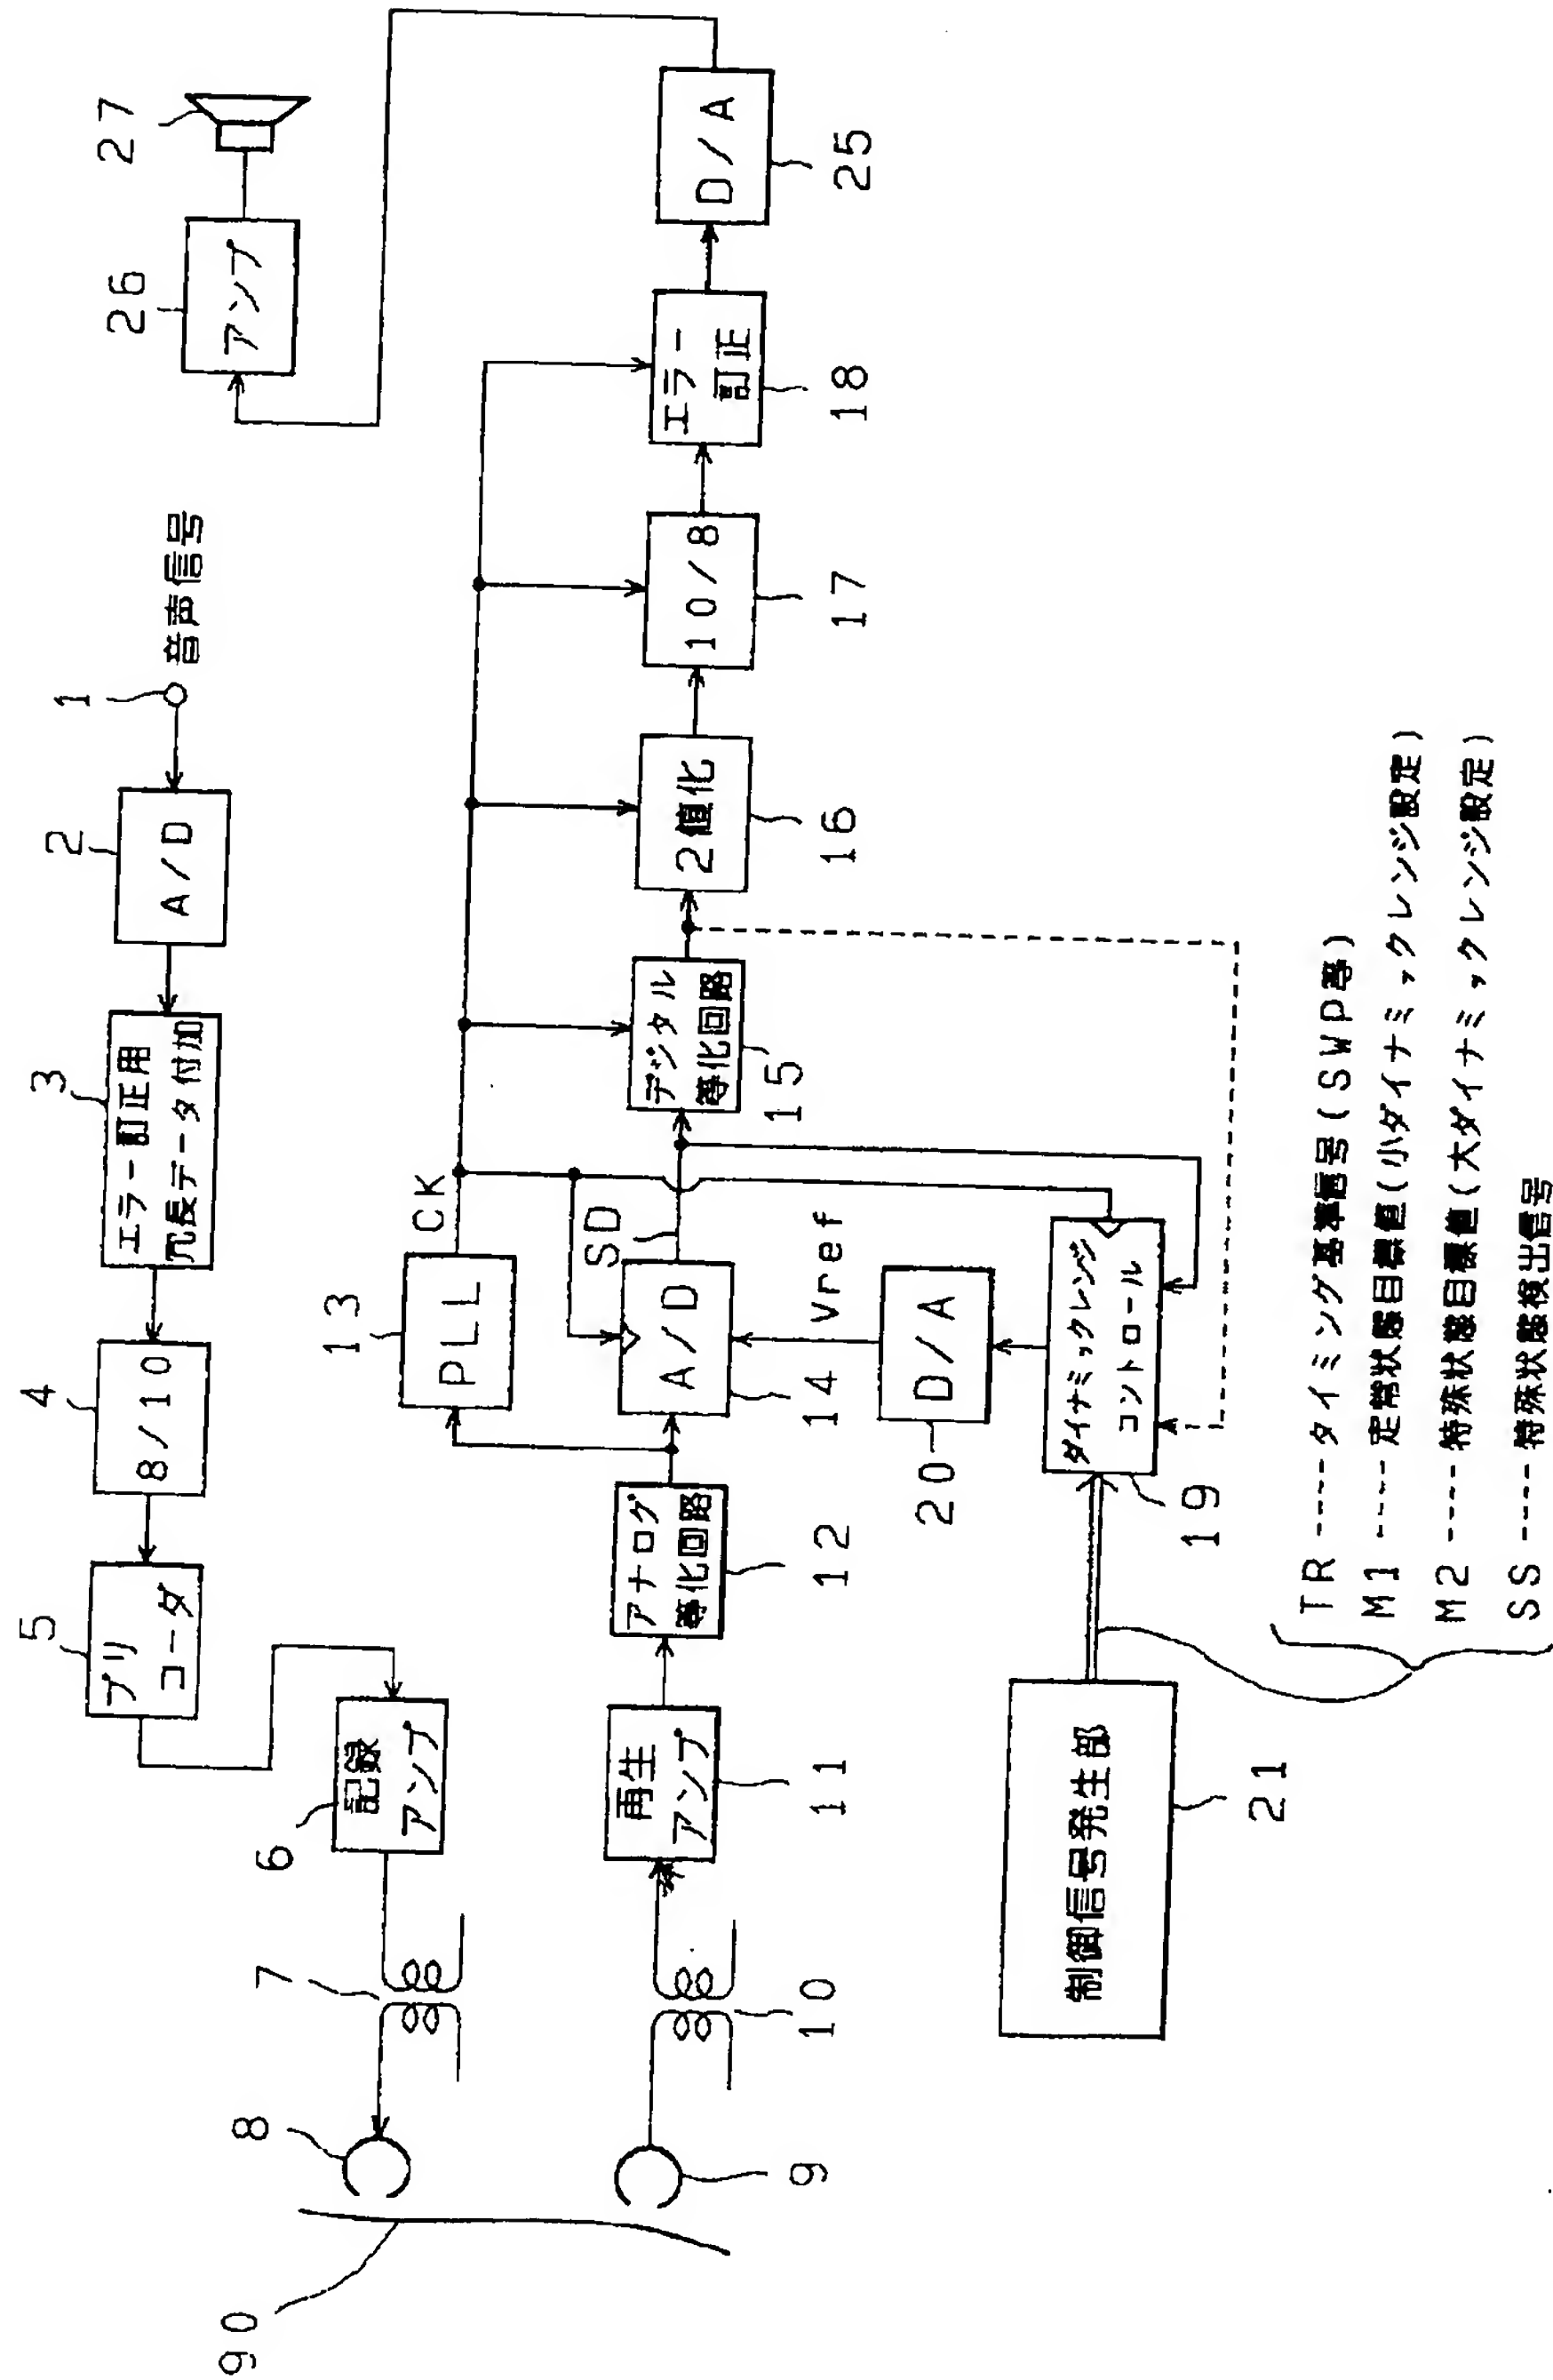 1
音声信号
2
A/D
3
エラー訂正用
冗長データ付加
4
8/10
5
プリ
コーダ
6
記録
アンプ
7
8
90
9
10
再生
アンプ
11
アナログ
等化回路
12
13
PLL
CK
A/D
14
SD
Vref
D/A
20
デジタル
等化回路
15
2値化
16
10/8
17
エラー
訂正
18
D/A
25
アンプ
26
27
ダイナミックレンジ
コントロール
19
制御信号発生部
21
TR----タイミング基準信号(SWP等)
M1----定常状態目標値(小ダイナミックレンジ設定)
M2----特殊状態目標値(大ダイナミックレンジ設定)
SS----特殊状態検出信号